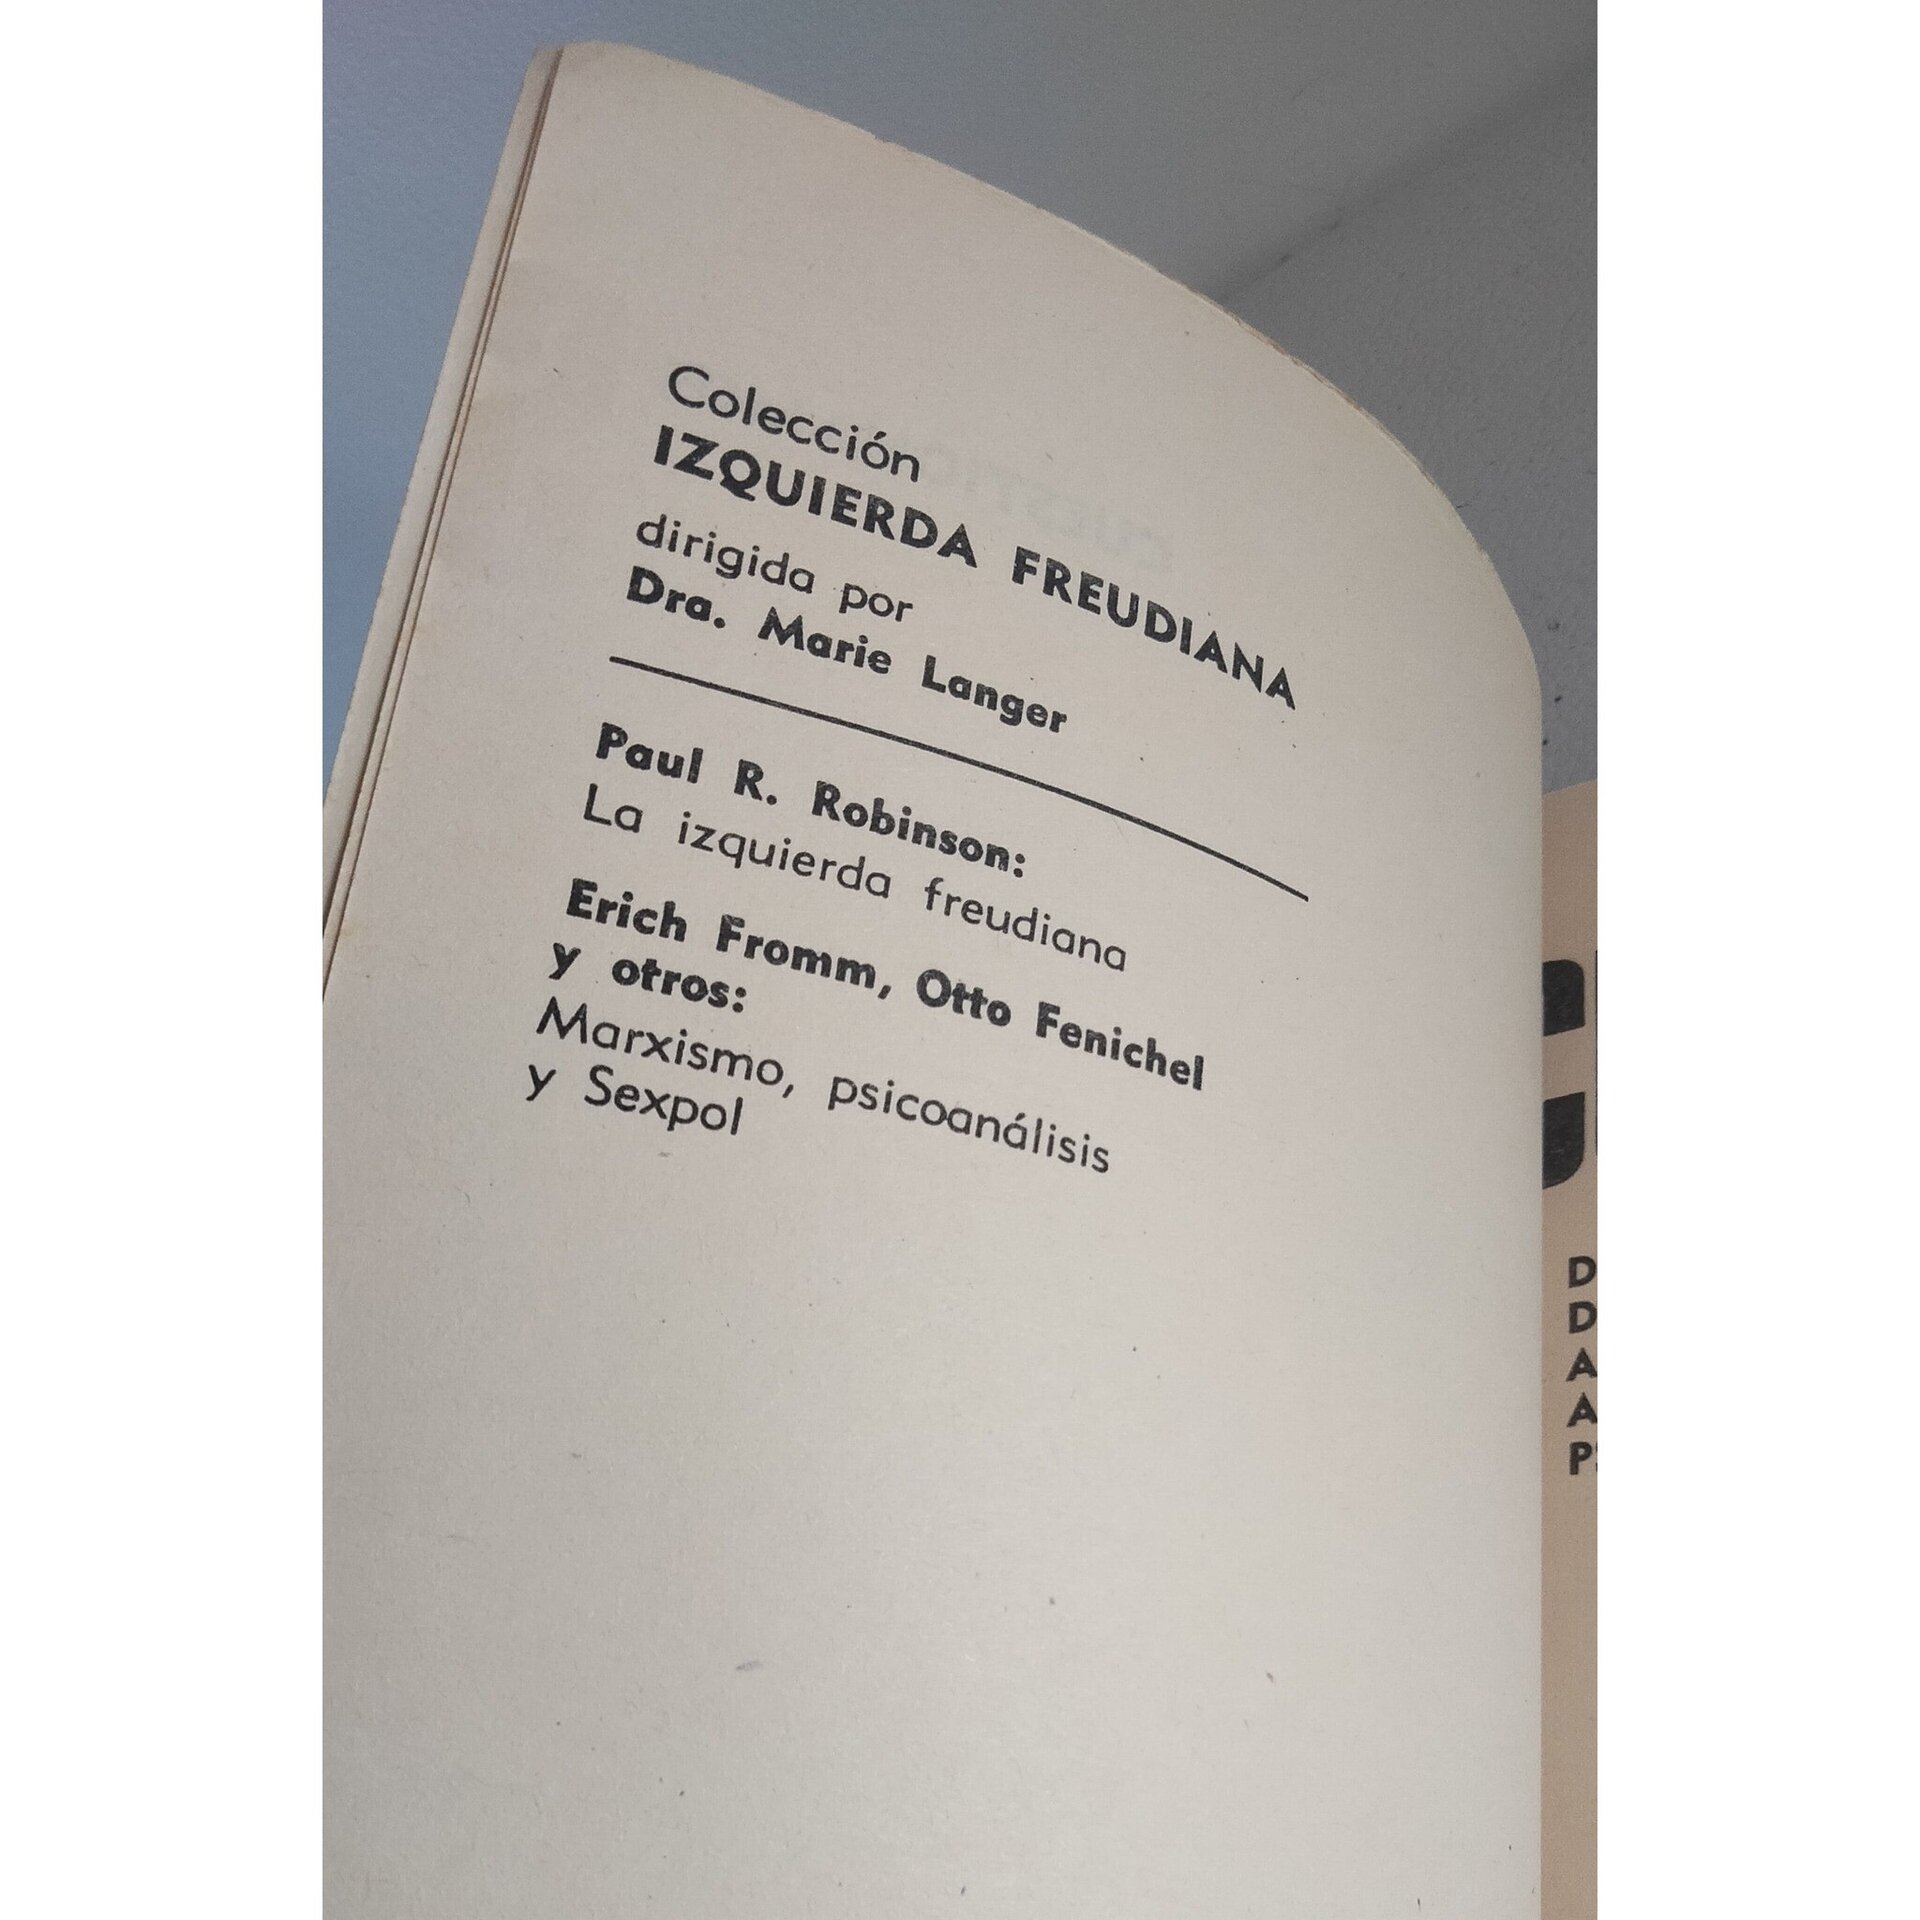 Colección
IZQUIERDA FREUDIANA
dirigida por
Dra. Marie Langer
Paul R. Robinson:
La izquierda freudiana
Erich Fromm, Otto Fenichel
y otros:
Marxismo, psicoanálisis
y Sexpol
D
D
A
A